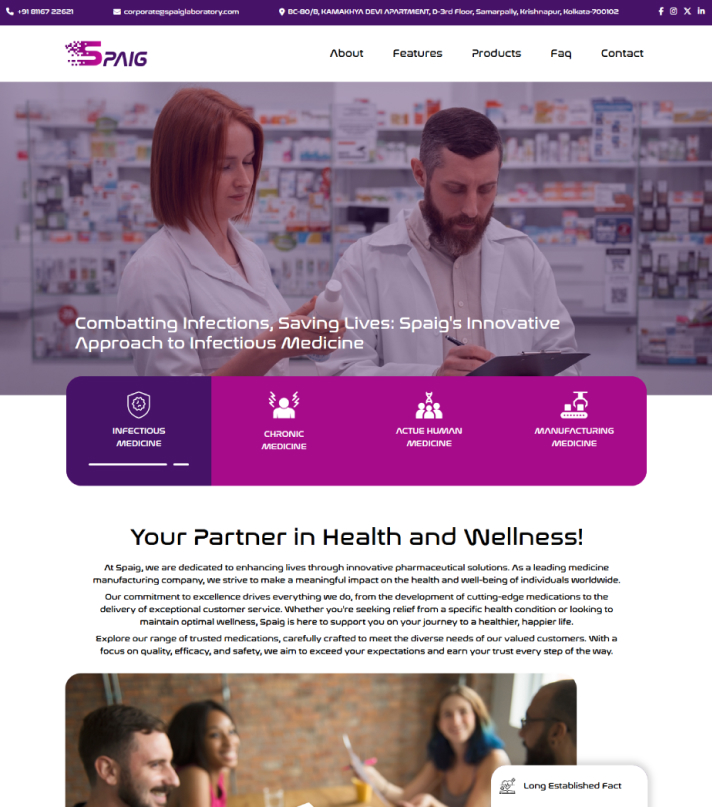 +91 81167 22621
corporate@spaiglaboratory.com
BC-80/B, KAMAKHYA DEVI APARTMENT, D-3rd Floor, Samarpally, Krishnapur, Kolkata-700102
SPAIG
About
Features
Products
Faq
Contact
Combatting Infections, Saving Lives: Spaig's Innovative
Approach to Infectious Medicine
INFECTIOUS
MEDICINE
CHRONIC
MEDICINE
ACTUE HUMAN
MEDICINE
MANUFACTURING
MEDICINE
Your Partner in Health and Wellness!
At Spaig, we are dedicated to enhancing lives through innovative pharmaceutical solutions. As a leading medicine
manufacturing company, we strive to make a meaningful impact on the health and well-being of individuals worldwide.
Our commitment to excellence drives everything we do, from the development of cutting-edge medications to the
delivery of exceptional customer service. Whether you're seeking relief from a specific health condition or looking to
maintain optimal wellness, Spaig is here to support you on your journey to a healthier, happier life.
Explore our range of trusted medications, carefully crafted to meet the diverse needs of our valued customers. With a
focus on quality, efficacy, and safety, we aim to exceed your expectations and earn your trust every step of the way.
Long Established Fact